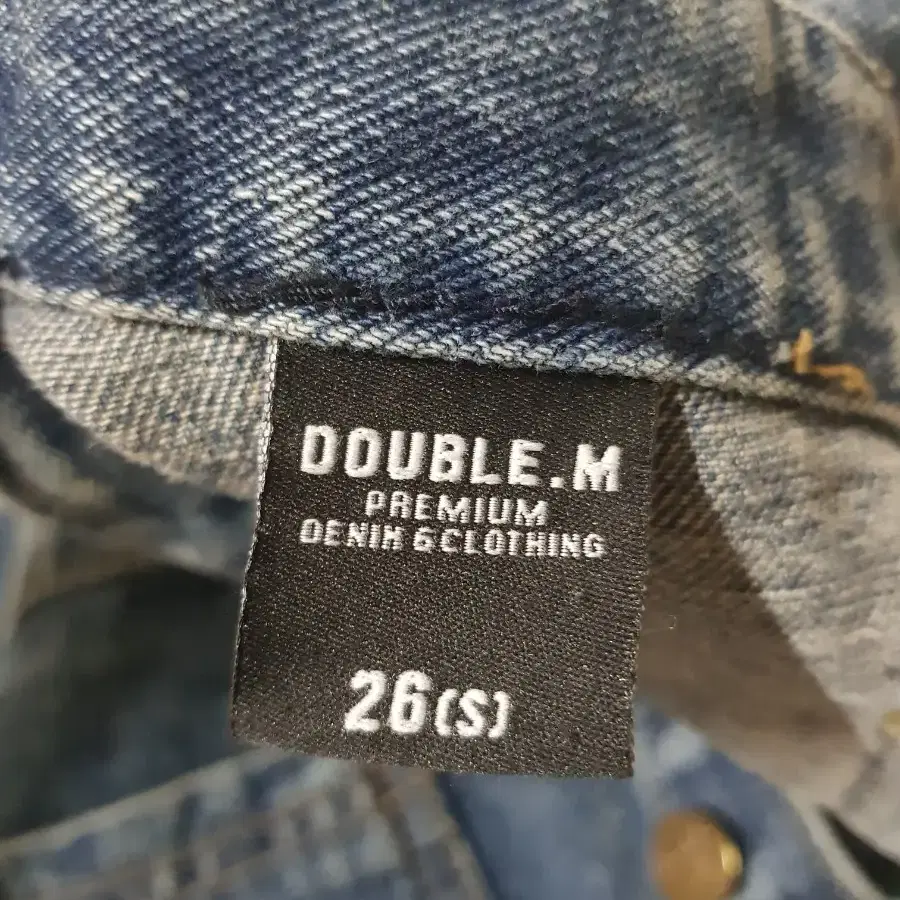 DOUBLE.M
PREMIUM
DENIM & CLOTHING
26(S)